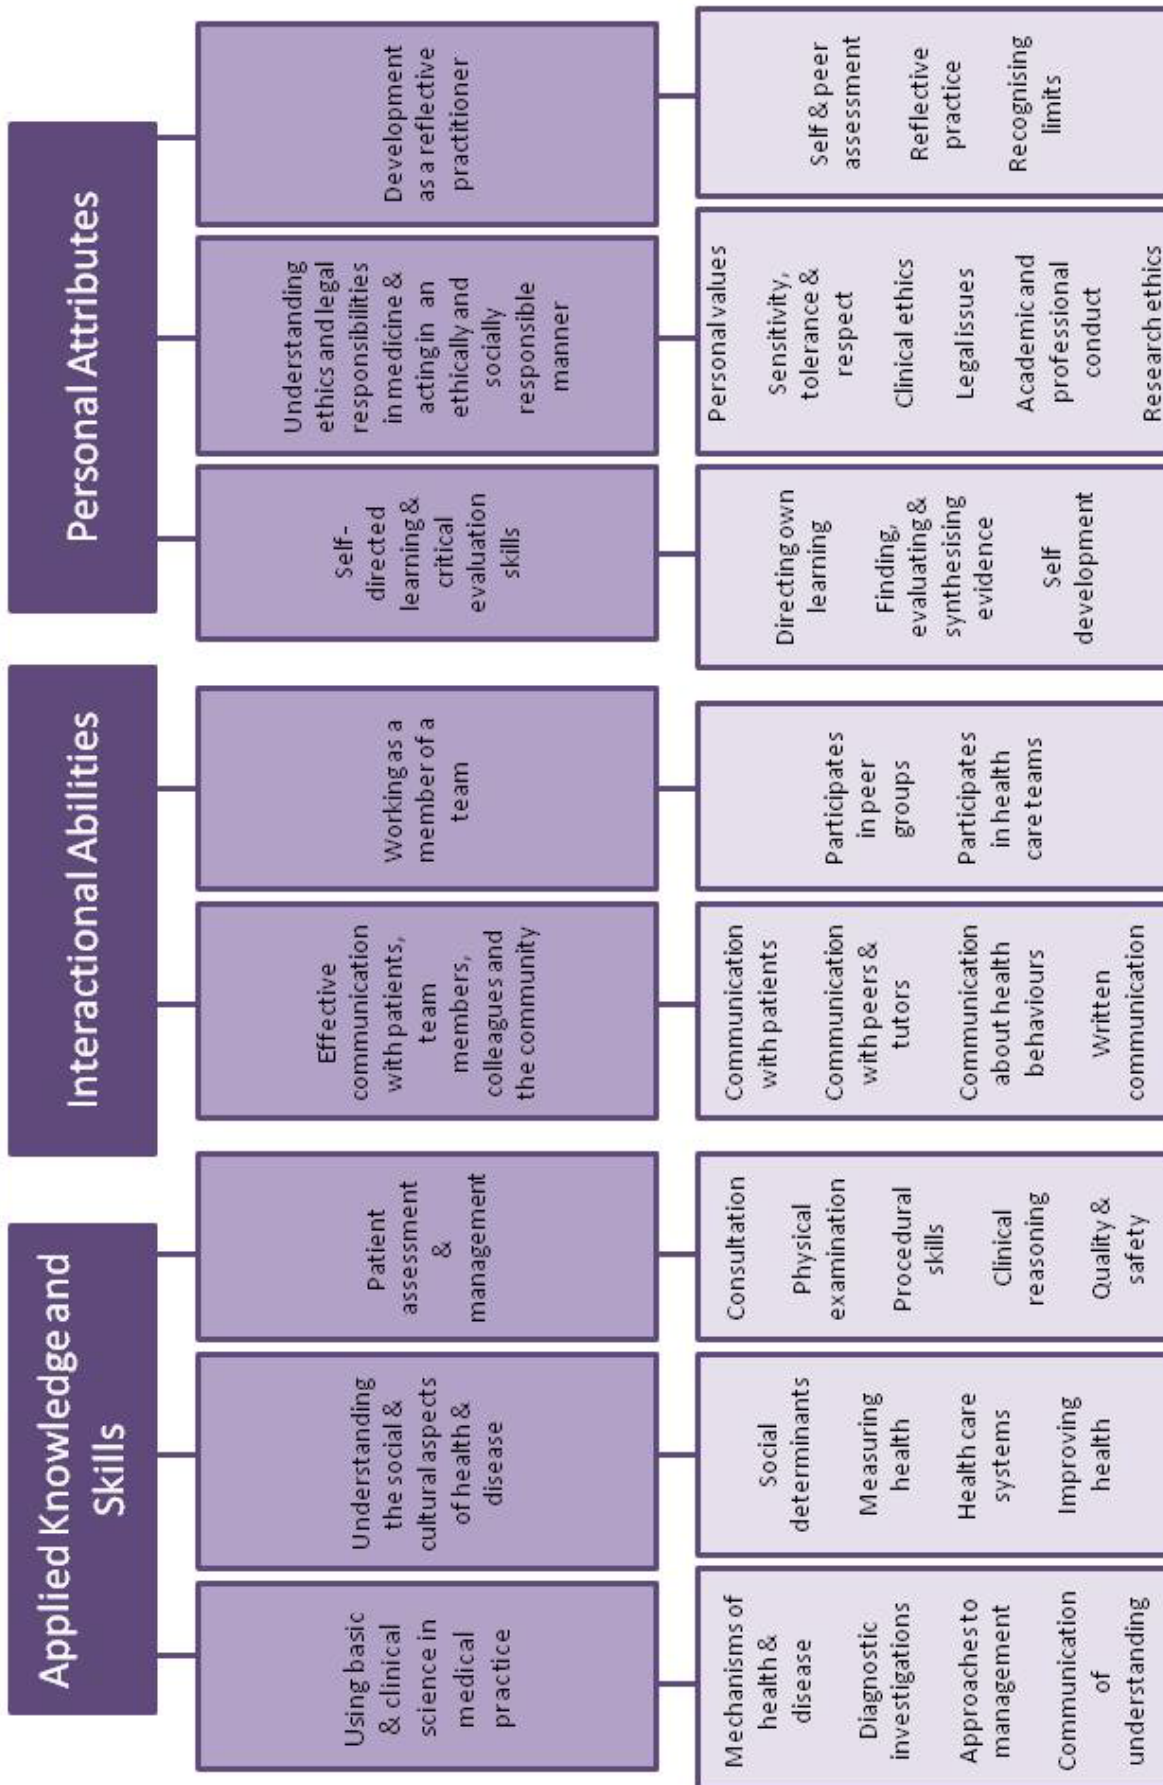 Applied Knowledge and
Skills
Using basic
& clinical
science in
medical
practice
Mechanisms of
health &
disease
Diagnostic
investigations
Approaches to
management
Communication
of
understanding
Understanding
the social &
cultural aspects
of health &
disease
Social
determinants
Measuring
health
Health care
systems
Improving
health
Patient
assessment
&
management
Consultation
Physical
examination
Procedural
skills
Clinical
reasoning
Quality &
safety
Interactional Abilities
Effective
communication
with patients,
team
members,
colleagues and
the community
Communication
with patients
Communication
with peers &
tutors
Communication
about health
behaviours
Written
communication
Working as a
member of a
team
Participates
in peer
groups
Participates
in health
care teams
Personal Attributes
Self-
directed
learning &
critical
evaluation
skills
Directing own
learning
Finding,
evaluating &
synthesising
evidence
Self
development
Understanding
ethics and legal
responsibilities
in medicine &
acting in an
ethically and
socially
responsible
manner
Personal values
Sensitivity,
tolerance &
respect
Clinical ethics
Legal issues
Academic and
professional
conduct
Research ethics
Development
as a reflective
practitioner
Self & peer
assessment
Reflective
practice
Recognising
limits